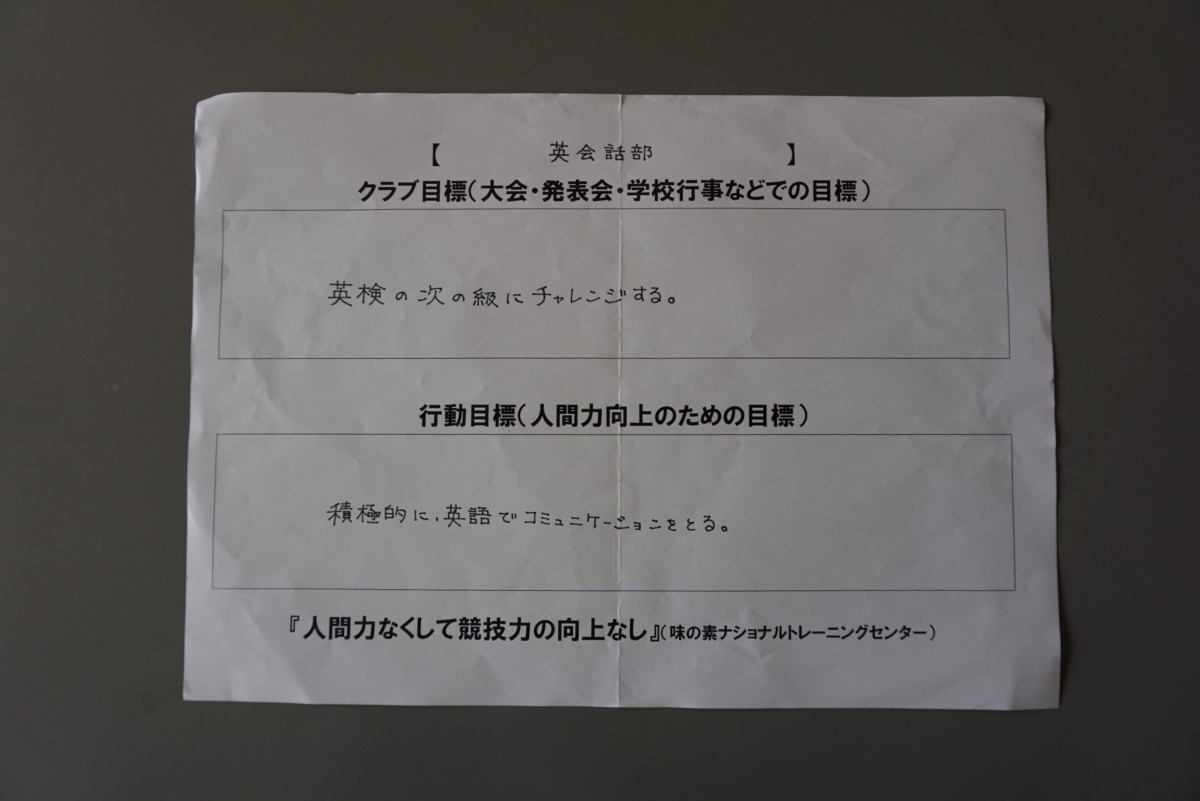 【 英会話部 】
クラブ目標(大会・発表会・学校行事などでの目標)
英検の次の級にチャレンジする。
行動目標(人間力向上のための目標)
積極的に、英語でコミュニケーションをとる。
『人間力なくして競技力の向上なし』(味の素ナショナルトレーニングセンター)